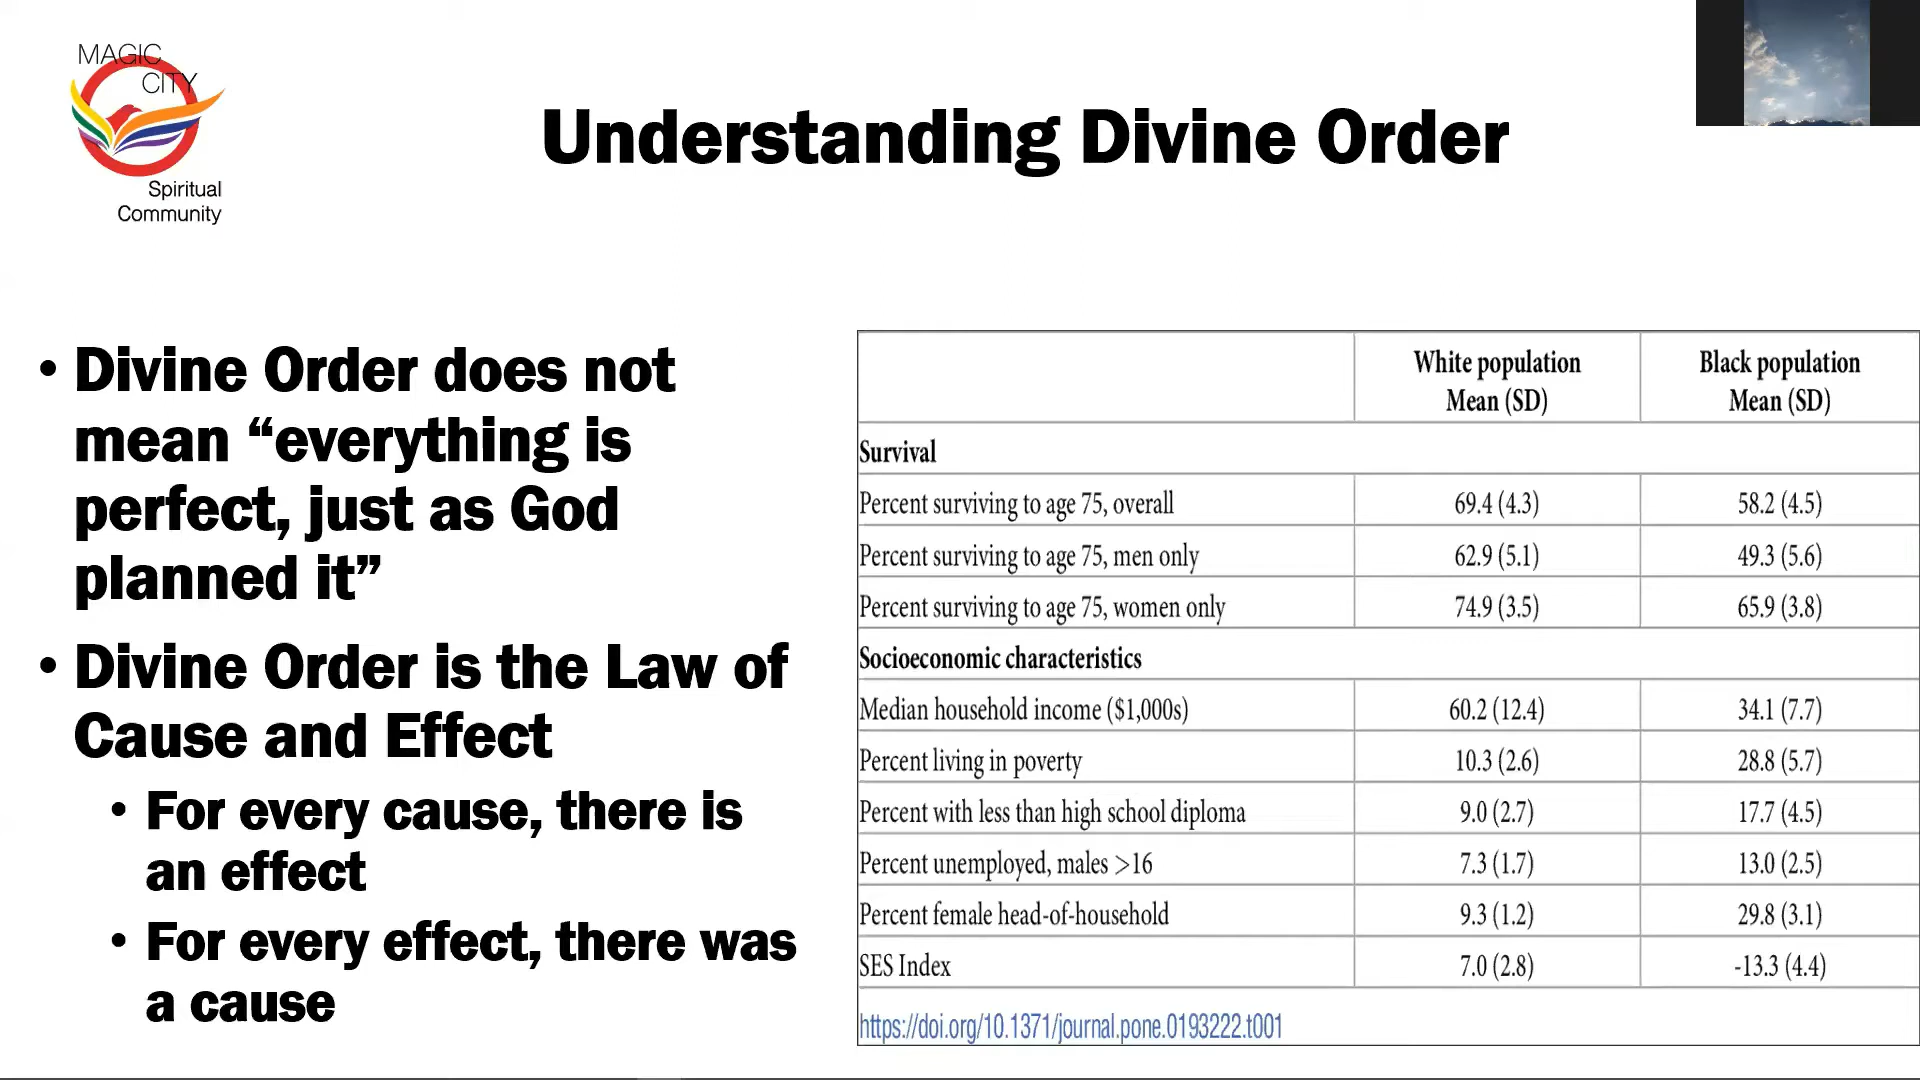 MAGIC
CITY
Spiritual
Community
Understanding Divine Order
• Divine Order does not
mean “everything is
perfect, just as God
planned it”
• Divine Order is the Law of
Cause and Effect
• For every cause, there is
an effect
• For every effect, there was
a cause
White population Black population
Mean (SD) Mean (SD)
Survival
Percent surviving to age 75, overall 69.4 (4.3) 58.2 (4.5)
Percent surviving to age 75, men only 62.9 (5.1) 49.3 (5.6)
Percent surviving to age 75, women only 74.9 (3.5) 65.9 (3.8)
Socioeconomic characteristics
Median household income ($1,000s) 60.2 (12.4) 34.1 (7.7)
Percent living in poverty 10.3 (2.6) 28.8 (5.7)
Percent with less than high school diploma 9.0 (2.7) 17.7 (4.5)
Percent unemployed, males >16 7.3 (1.7) 13.0 (2.5)
Percent female head-of-household 9.3 (1.2) 29.8 (3.1)
SES Index 7.0 (2.8) -13.3 (4.4)
https://doi.org/10.1371/journal.pone.0193222.t001